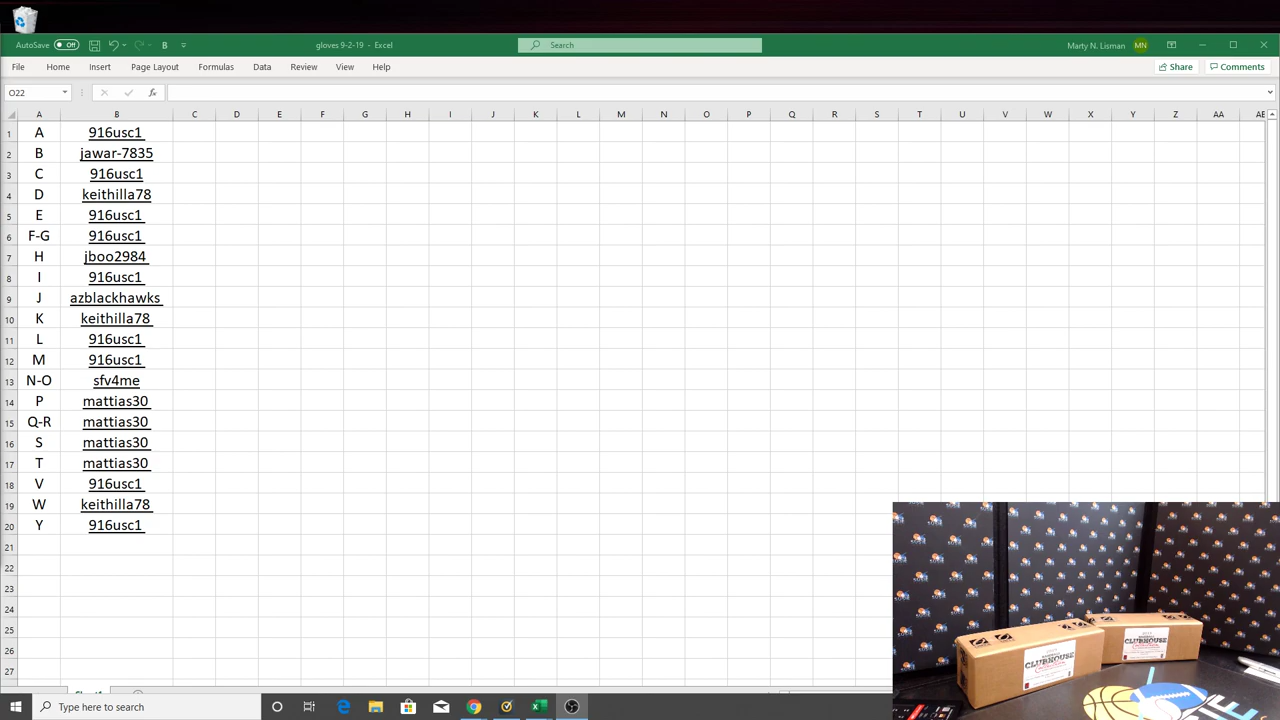 AutoSave Off B gloves 9-2-19 - Excel Search Marty N. Lisman MN
File Home Insert Page Layout Formulas Data Review View Help Share Comments
O22 fx
A B C D E F G H I J K L M N O P Q R S T U V W X Y Z AA AE
1 A 916usc1
2 B jawar-7835
3 C 916usc1
4 D keithilla78
5 E 916usc1
6 F-G 916usc1
7 H jboo2984
8 I 916usc1
9 J azblackhawks
10 K keithilla78
11 L 916usc1
12 M 916usc1
13 N-O sfv4me
14 P mattias30
15 Q-R mattias30
16 S mattias30
17 T mattias30
18 V 916usc1
19 W keithilla78
20 Y 916usc1
21
22
23
24
25
26
27
CLUBHOUSE
CLUBHOUSE
Type here to search